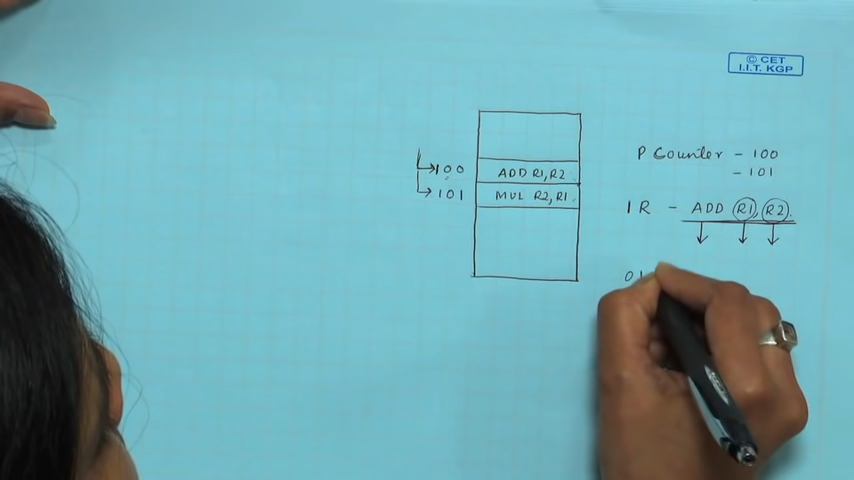 © CET
I.I.T. KGP
P Counter - 100
- 101
100
ADD R1, R2
101
MUL R2, R1
IR - ADD R1, R2.